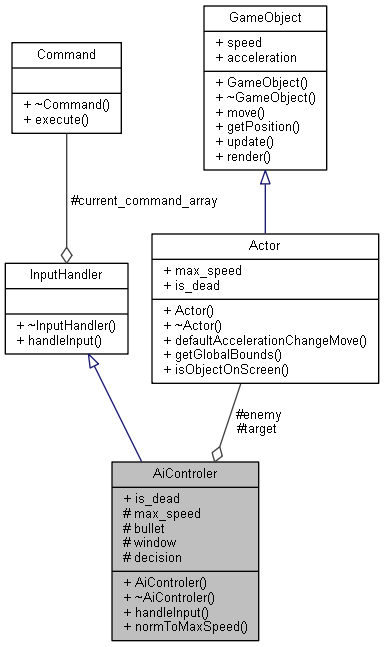 GameObject
+ speed
+ acceleration
+ GameObject()
+ ~GameObject()
+ move()
+ getPosition()
+ update()
+ render()
Command
+ ~Command()
+ execute()
#current_command_array
InputHandler
+ ~InputHandler()
+ handleInput()
Actor
+ max_speed
+ is_dead
+ Actor()
+ ~Actor()
+ defaultAccelerationChangeMove()
+ getGlobalBounds()
+ isObjectOnScreen()
#enemy
#target
AiControler
+ is_dead
# max_speed
# bullet
# window
# decision
+ AiControler()
+ ~AiControler()
+ handleInput()
+ normToMaxSpeed()